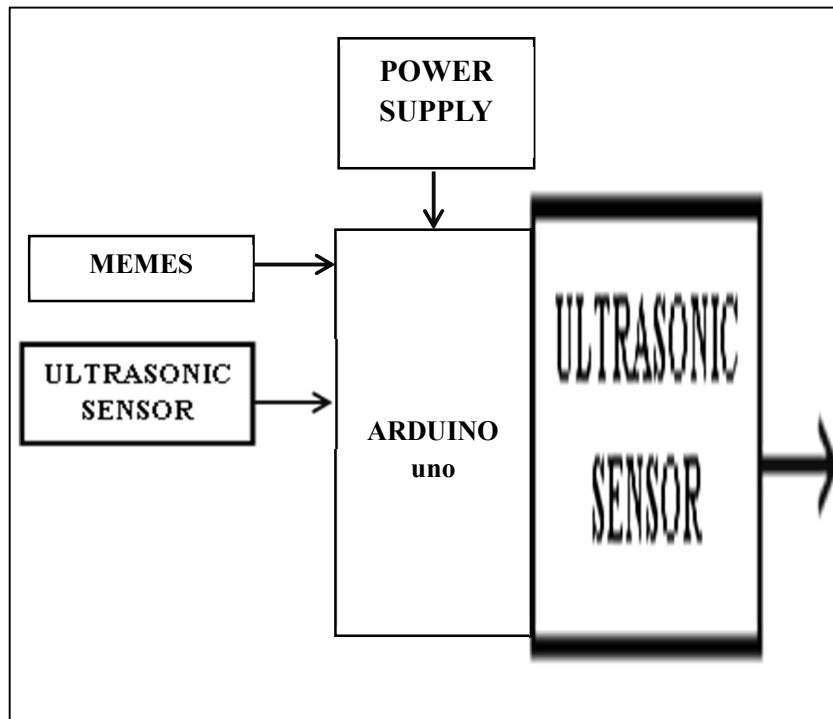 POWER
SUPPLY
MEMES
ULTRASONIC
SENSOR
ARDUINO
uno
ULTRASONIC
SENSOR